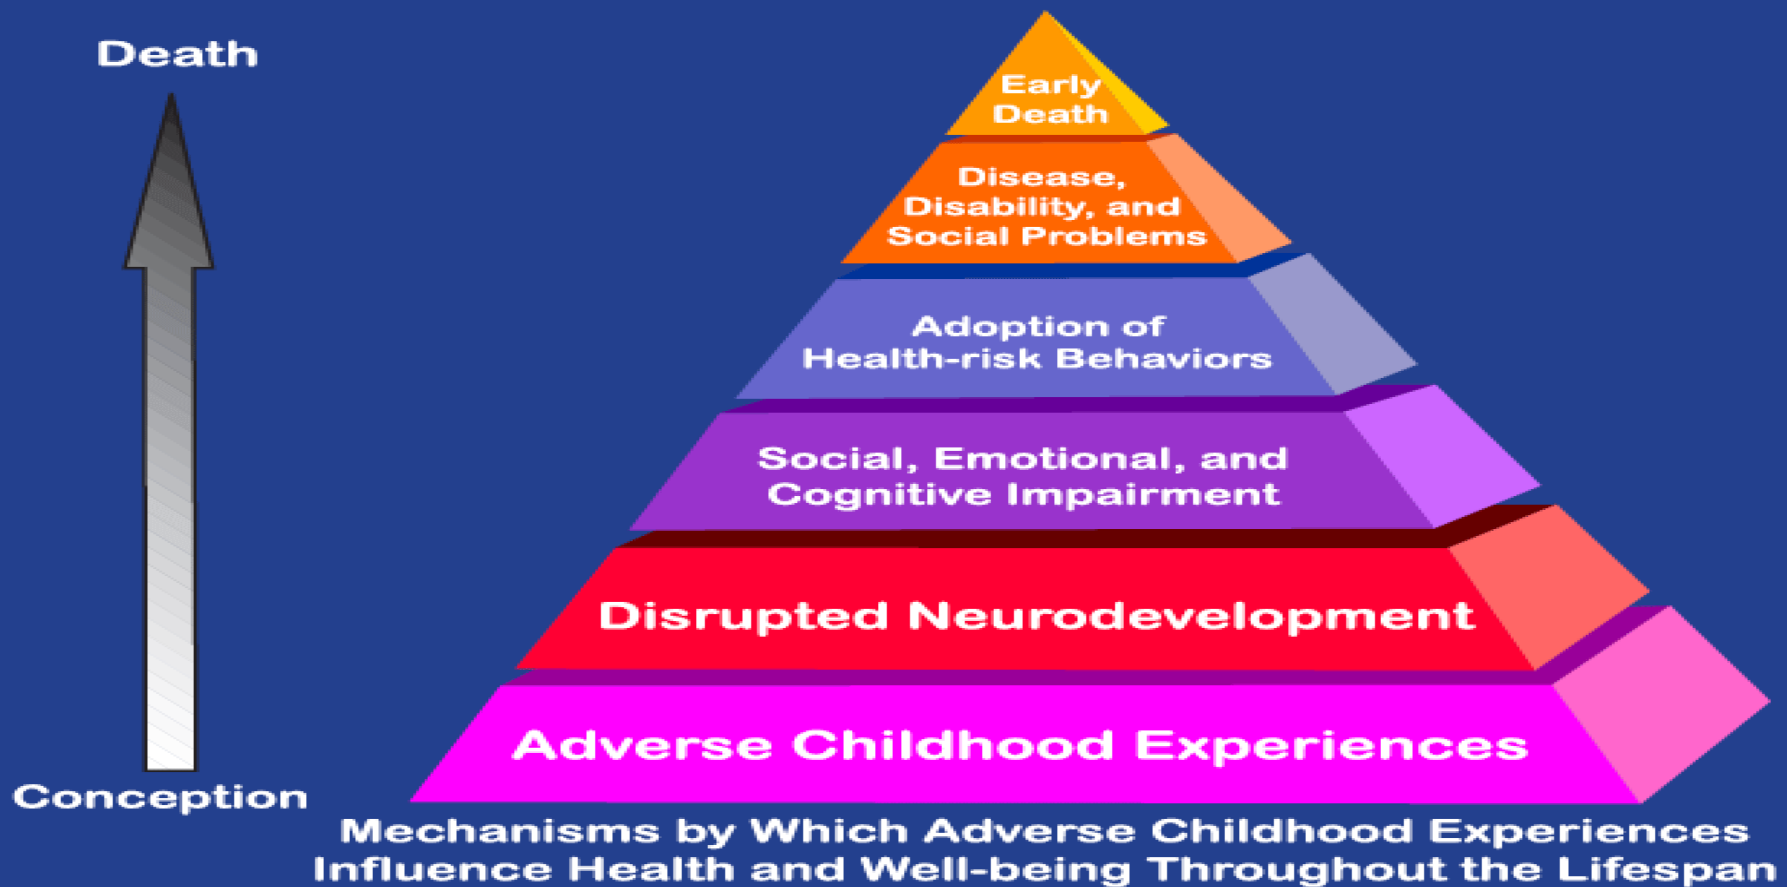 Death
Early
Death
Disease,
Disability, and
Social Problems
Adoption of
Health-risk Behaviors
Social, Emotional, and
Cognitive Impairment
Disrupted Neurodevelopment
Adverse Childhood Experiences
Conception
Mechanisms by Which Adverse Childhood Experiences
Influence Health and Well-being Throughout the Lifespan